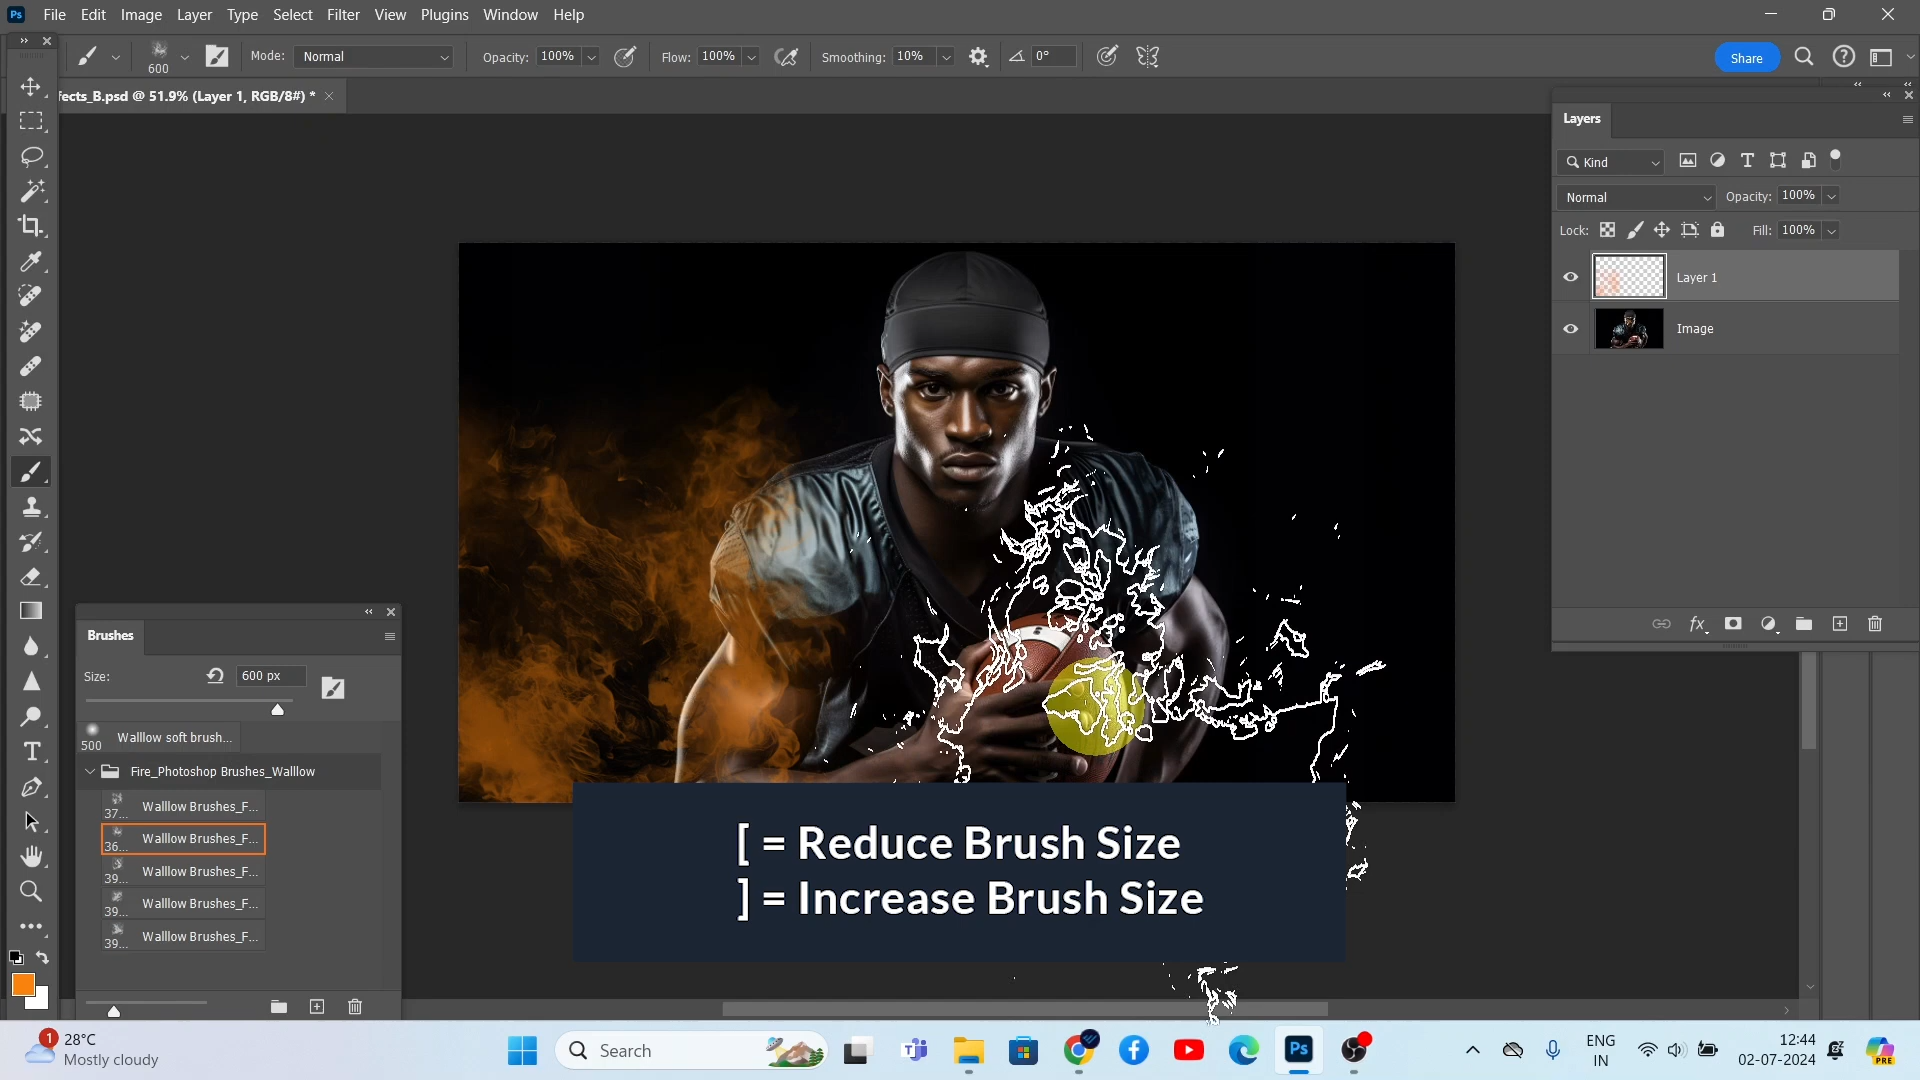 Ps File Edit Image Layer Type Select Filter View Plugins Window Help
600 Mode: Normal Opacity: 100% Flow: 100% Smoothing: 10% 0° Share
fects_B.psd @ 51.9% (Layer 1, RGB/8#) *
Layers
Kind
Normal Opacity: 100%
Lock: Fill: 100%
Layer 1
Image
Brushes
Size: 600 px
500 Walllow soft brush...
Fire_Photoshop Brushes_Walllow
37... Walllow Brushes_F...
36... Walllow Brushes_F...
39... Walllow Brushes_F...
39... Walllow Brushes_F...
39... Walllow Brushes_F...
[ = Reduce Brush Size
] = Increase Brush Size
1 28°C
Mostly cloudy
Search
Ps
ENG
IN
12:44
02-07-2024
PRE